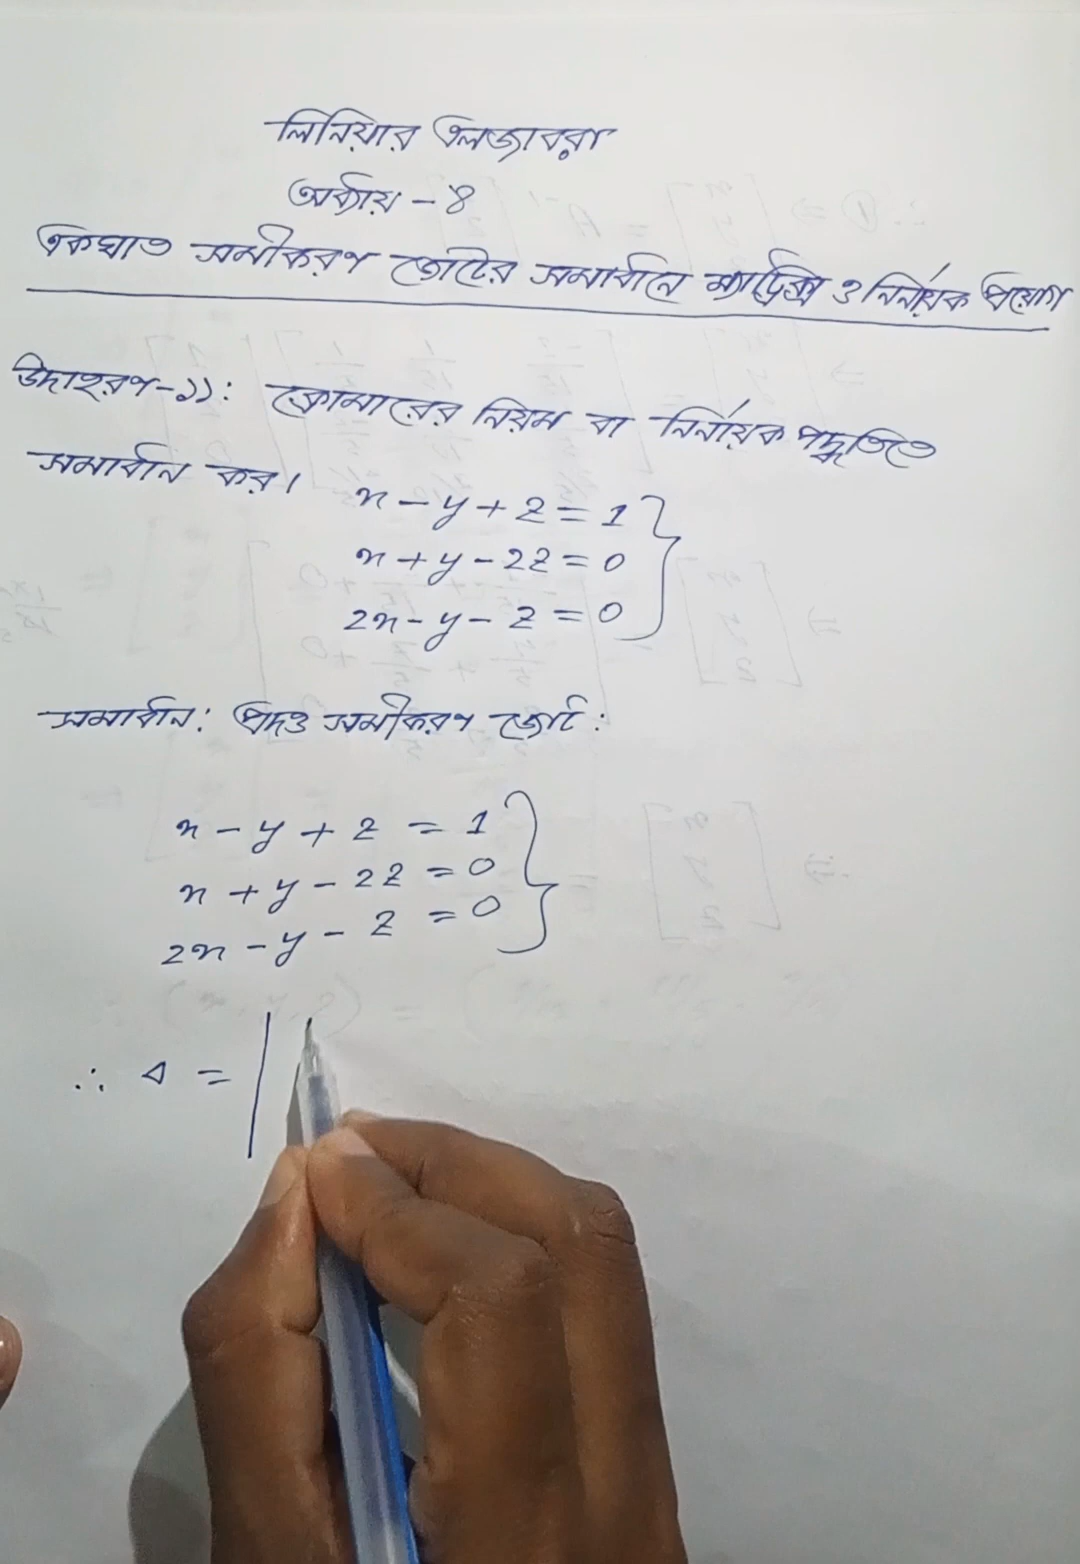 লিনিয়ার এলজাবরা
অধ্যায় - ৪
একঘাত সমীকরণ জোটের সমাধানে ম্যাট্রিক্স ও নির্নায়ক প্রয়োগ
উদাহরণ-১১: ক্রোমারের নিয়ম বা নির্নায়ক পদ্ধতিতে
সমাধান কর।
x - y + z = 1
x + y - 2z = 0
2x - y - z = 0
সমাধান: প্রদত্ত সমীকরণ জোট:
x - y + z = 1
x + y - 2z = 0
2x - y - z = 0
∴ Δ = |